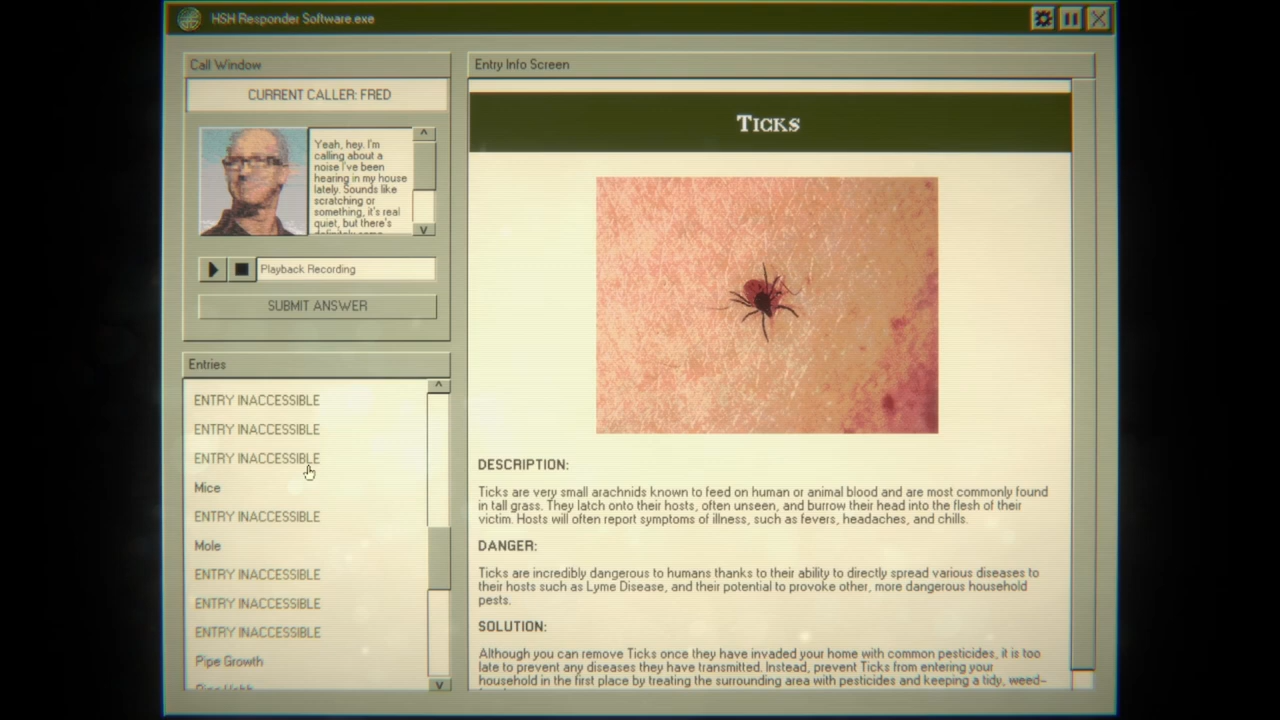 HSH Responder Software.exe
Call Window
CURRENT CALLER: FRED
Yeah, hey. I'm
calling about a
noise I've been
hearing in my house
lately. Sounds like
scratching or
something, it's real
quiet, but there's
definitely some
Playback Recording
SUBMIT ANSWER
Entries
ENTRY INACCESSIBLE
ENTRY INACCESSIBLE
ENTRY INACCESSIBLE
Mice
ENTRY INACCESSIBLE
Mole
ENTRY INACCESSIBLE
ENTRY INACCESSIBLE
ENTRY INACCESSIBLE
Pipe Growth
Entry Info Screen
TICKS
DESCRIPTION:
Ticks are very small arachnids known to feed on human or animal blood and are most commonly found
in tall grass. They latch onto their hosts, often unseen, and burrow their head into the flesh of their
victim. Hosts will often report symptoms of illness, such as fevers, headaches, and chills.
DANGER:
Ticks are incredibly dangerous to humans thanks to their ability to directly spread various diseases to
their hosts such as Lyme Disease, and their potential to provoke other, more dangerous household
pests.
SOLUTION:
Although you can remove Ticks once they have invaded your home with common pesticides, it is too
late to prevent any diseases they have transmitted. Instead, prevent Ticks from entering your
household in the first place by treating the surrounding area with pesticides and keeping a tidy, weed-